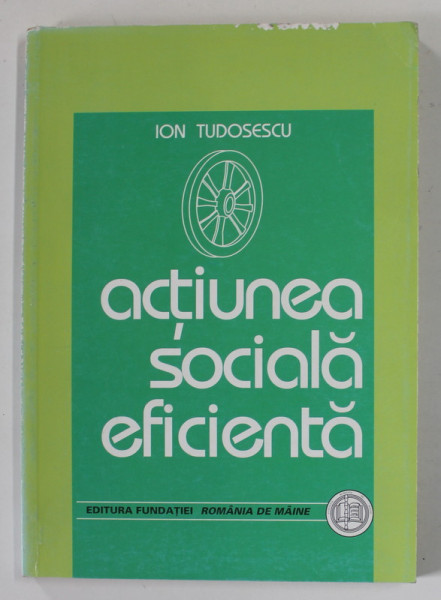 ION TUDOSESCU
acțiunea
socială
eficientă
EDITURA FUNDAȚIEI ROMÂNIA DE MÂINE